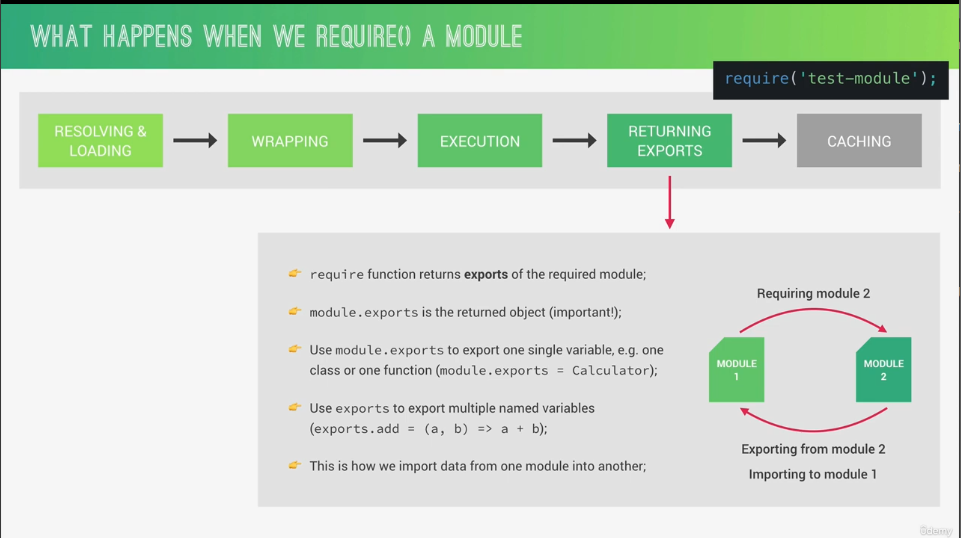 WHAT HAPPENS WHEN WE REQUIRE() A MODULE
require('test-module');
RESOLVING &
LOADING
WRAPPING
EXECUTION
RETURNING
EXPORTS
CACHING
require function returns exports of the required module;
module.exports is the returned object (important!);
Use module.exports to export one single variable, e.g. one
class or one function (module.exports = Calculator);
Use exports to export multiple named variables
(exports.add = (a, b) => a + b);
This is how we import data from one module into another;
Requiring module 2
MODULE
1
MODULE
2
Exporting from module 2
Importing to module 1
ûdemy